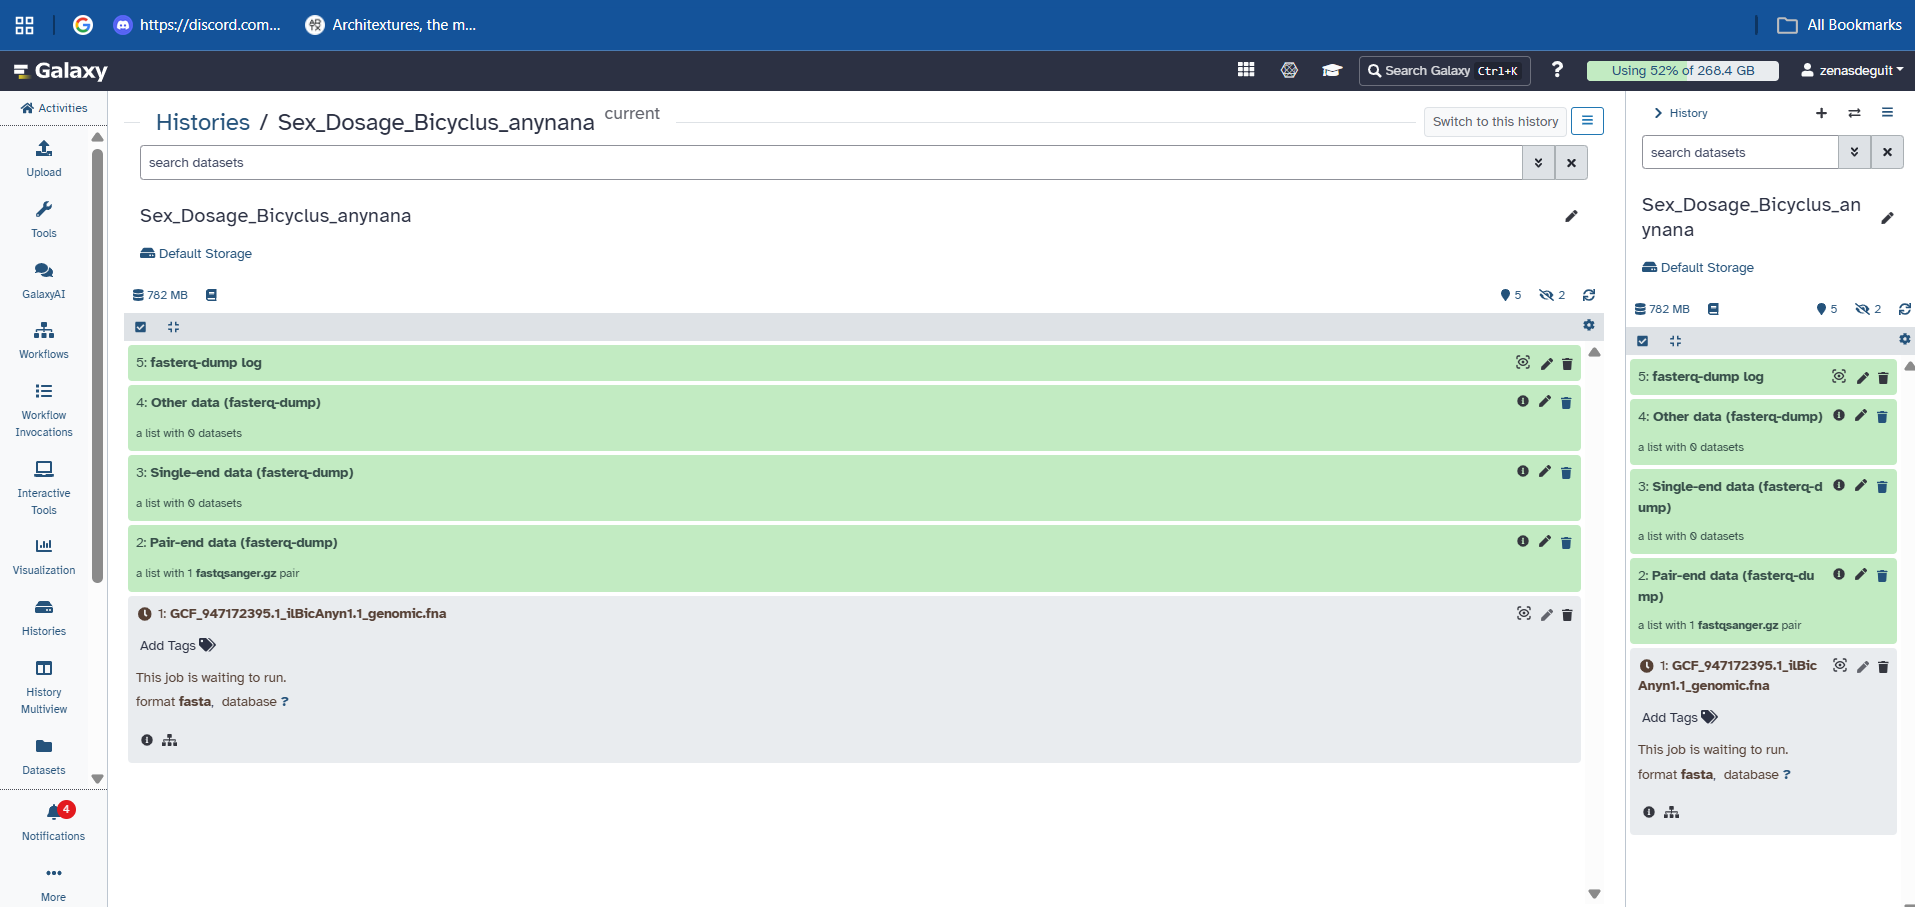 https://discord.com...
Architextures, the m...
All Bookmarks
Galaxy
Search Galaxy Ctrl+K
?
Using 52% of 268.4 GB
zenasdeguit
Activities
Upload
Tools
GalaxyAI
Workflows
Workflow
Invocations
Interactive
Tools
Visualization
Histories
History
Multiview
Datasets
4
Notifications
More
Histories / Sex_Dosage_Bicyclus_anynana current
Switch to this history
search datasets
Sex_Dosage_Bicyclus_anynana
Default Storage
782 MB
5 2
5: fasterq-dump log
4: Other data (fasterq-dump)
a list with 0 datasets
3: Single-end data (fasterq-dump)
a list with 0 datasets
2: Pair-end data (fasterq-dump)
a list with 1 fastqsanger.gz pair
1: GCF_947172395.1_ilBicAnyn1.1_genomic.fna
Add Tags
This job is waiting to run.
format fasta, database ?
History
search datasets
Sex_Dosage_Bicyclus_an
ynana
Default Storage
782 MB
5 2
5: fasterq-dump log
4: Other data (fasterq-dump)
a list with 0 datasets
3: Single-end data (fasterq-d
ump)
a list with 0 datasets
2: Pair-end data (fasterq-du
mp)
a list with 1 fastqsanger.gz pair
1: GCF_947172395.1_ilBic
Anyn1.1_genomic.fna
Add Tags
This job is waiting to run.
format fasta, database ?